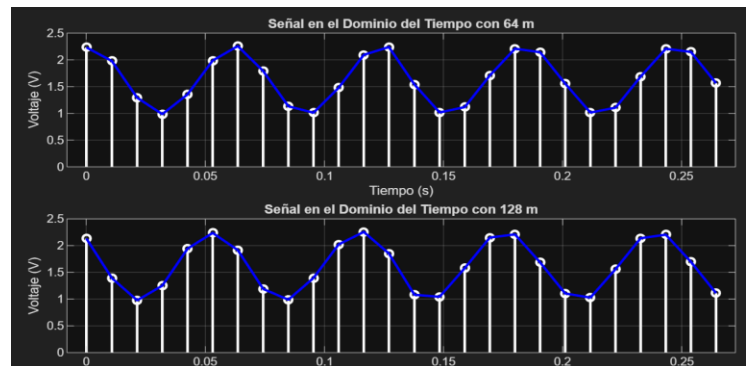 Señal en el Dominio del Tiempo con 64 m
2.5
2
1.5
1
0.5
0
Voltaje (V)
0 0.05 0.1 0.15 0.2 0.25
Tiempo (s)
Señal en el Dominio del Tiempo con 128 m
2.5
2
1.5
1
0.5
0
Voltaje (V)
0 0.05 0.1 0.15 0.2 0.25